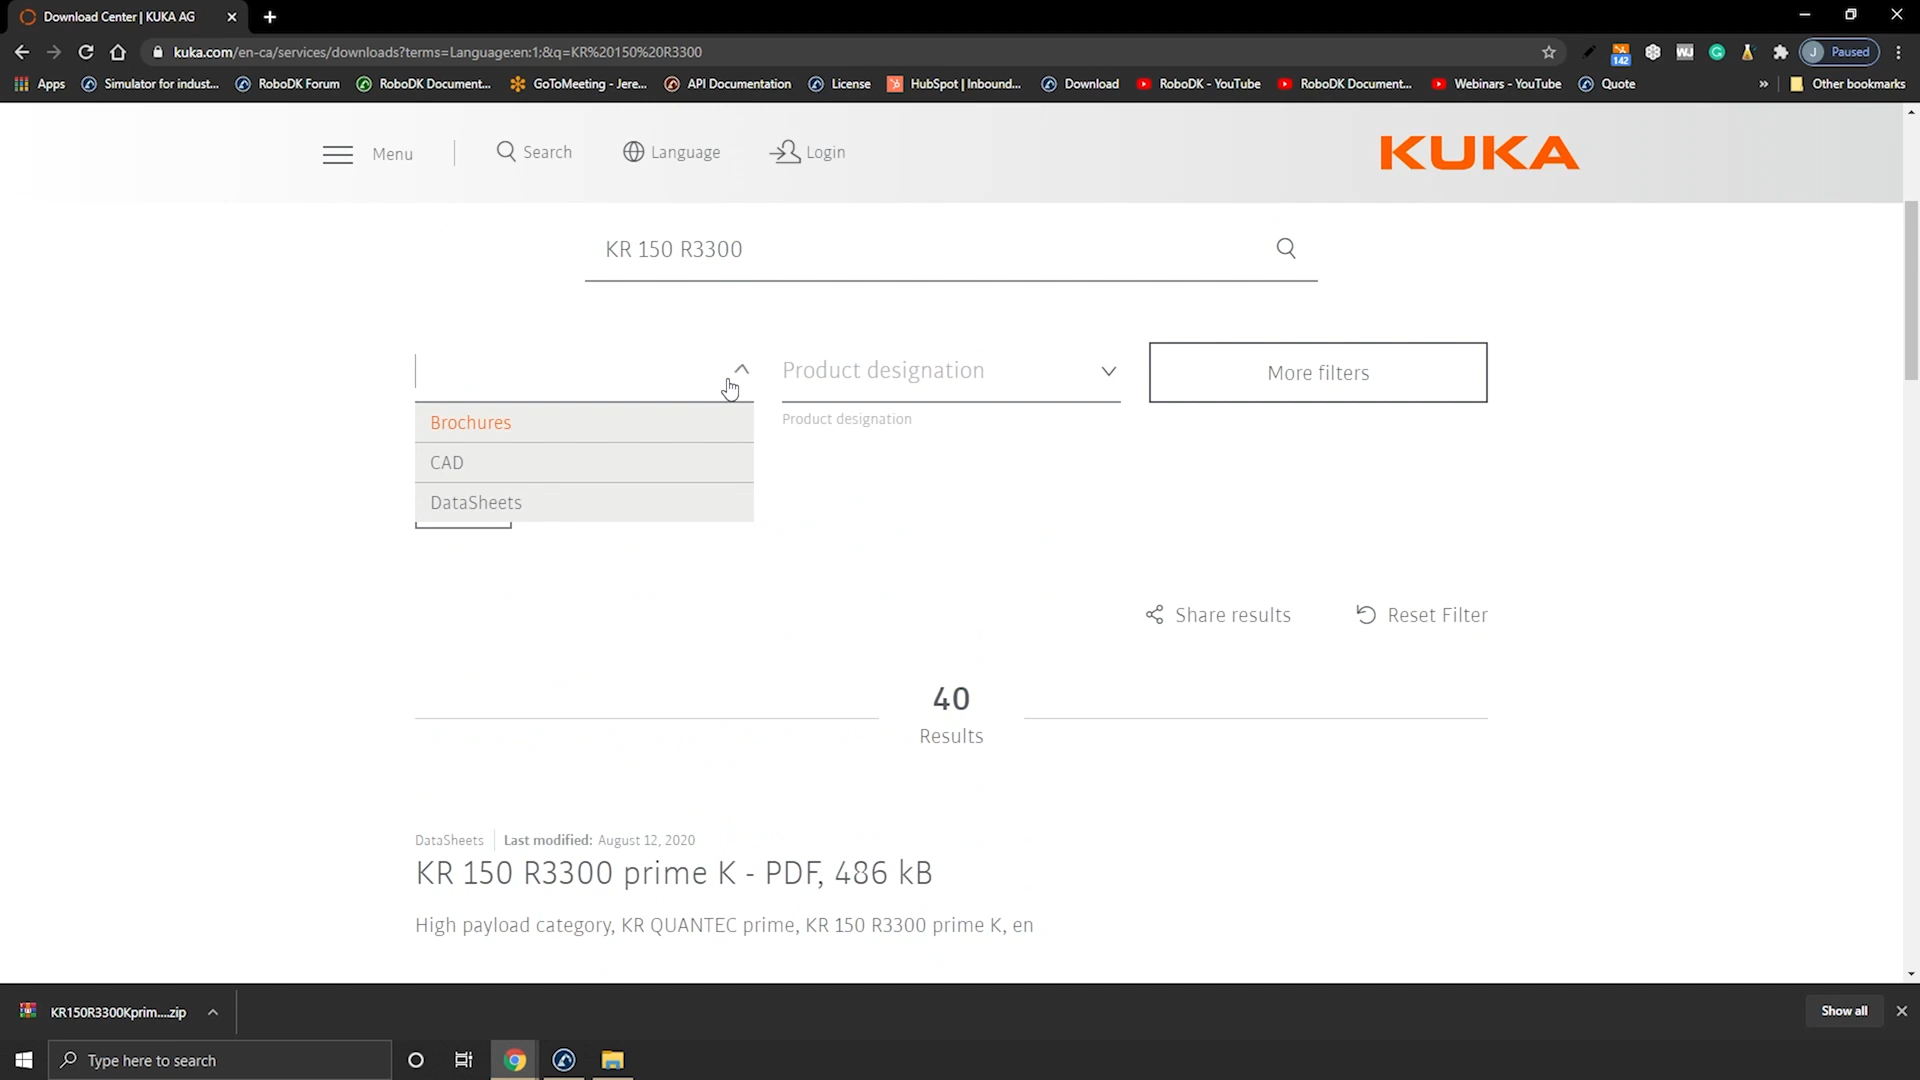 Download Center | KUKA AG
kuka.com/en-ca/services/downloads?terms=Language:en:1;&q=KR%20150%20R3300
142
J Paused
Apps Simulator for indust... RoboDK Forum RoboDK Document... GoToMeeting - Jere... API Documentation License HubSpot | Inbound... Download RoboDK - YouTube RoboDK Document... Webinars - YouTube Quote » Other bookmarks
Menu Search Language Login KUKA
KR 150 R3300
Product designation More filters
Product designation
Brochures
CAD
DataSheets
Share results Reset Filter
40
Results
DataSheets Last modified: August 12, 2020
KR 150 R3300 prime K - PDF, 486 kB
High payload category, KR QUANTEC prime, KR 150 R3300 prime K, en
KR150R3300Kprim....zip Show all
Type here to search